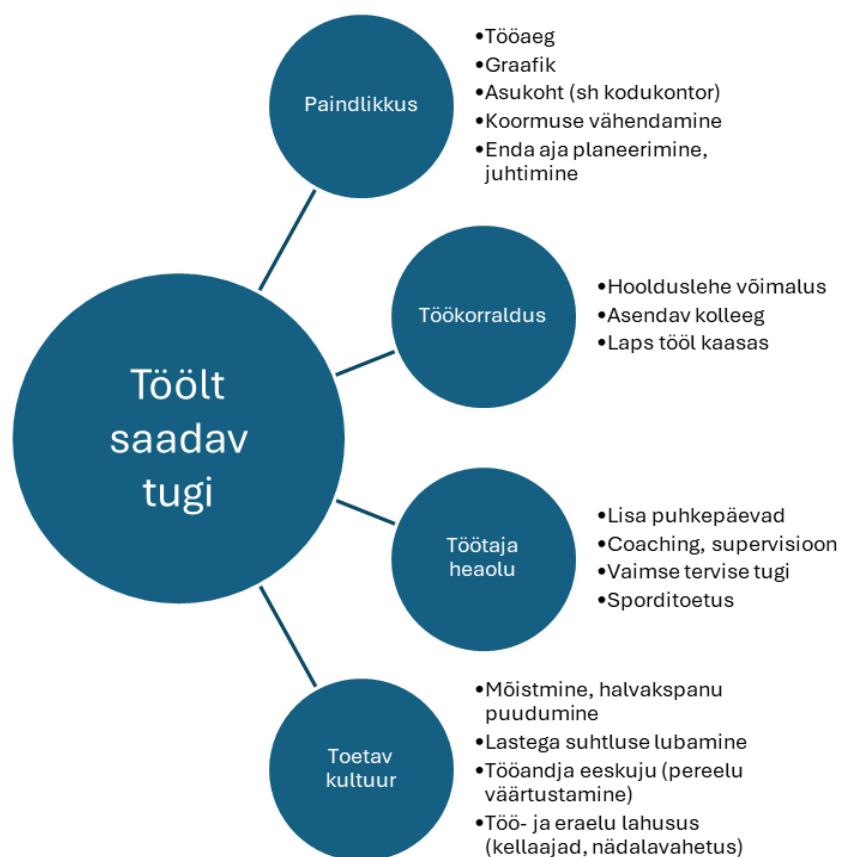 Paindlikkus
•Tööaeg
•Graafik
•Asukoht (sh kodukontor)
•Koormuse vähendamine
•Enda aja planeerimine,
juhtimine
Töökorraldus
•Hoolduslehe võimalus
•Asendav kolleeg
•Laps tööl kaasas
Töölt
saadav
tugi
Töötaja
heaolu
•Lisa puhkepäevad
•Coaching, supervisioon
•Vaimse tervise tugi
•Sporditoetus
Toetav
kultuur
•Mõistmine, halvakspanu
puudumine
•Lastega suhtluse lubamine
•Tööandja eeskuju (pereelu
väärtustamine)
•Töö- ja eraelu lahusus
(kellaajad, nädalavahetus)